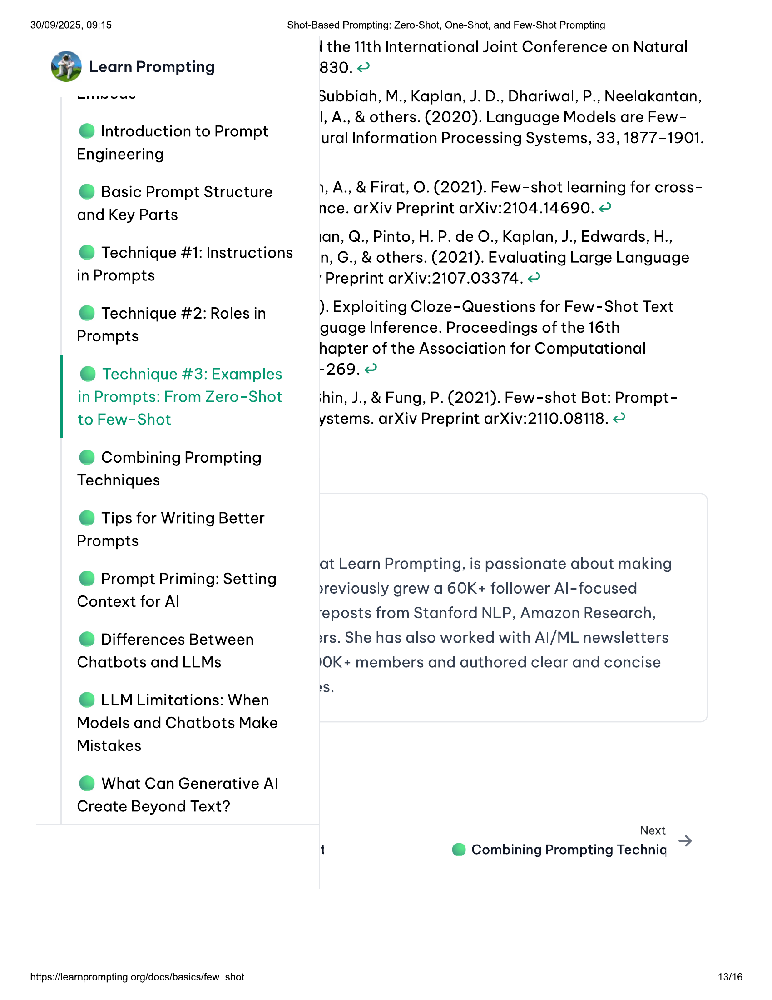 30/09/2025, 09:15
Shot-Based Prompting: Zero-Shot, One-Shot, and Few-Shot Prompting
Learn Prompting
Introduction to Prompt
Engineering
Basic Prompt Structure
and Key Parts
Technique #1: Instructions
in Prompts
Technique #2: Roles in
Prompts
Technique #3: Examples
in Prompts: From Zero-Shot
to Few-Shot
Combining Prompting
Techniques
Tips for Writing Better
Prompts
Prompt Priming: Setting
Context for AI
Differences Between
Chatbots and LLMs
LLM Limitations: When
Models and Chatbots Make
Mistakes
What Can Generative AI
Create Beyond Text?
the 11th International Joint Conference on Natural
830. ↩
Subbiah, M., Kaplan, J. D., Dhariwal, P., Neelakantan,
A., & others. (2020). Language Models are Few-
ural Information Processing Systems, 33, 1877–1901.
A., & Firat, O. (2021). Few-shot learning for cross-
nce. arXiv Preprint arXiv:2104.14690. ↩
an, Q., Pinto, H. P. de O., Kaplan, J., Edwards, H.,
n, G., & others. (2021). Evaluating Large Language
Preprint arXiv:2107.03374. ↩
). Exploiting Cloze-Questions for Few-Shot Text
guage Inference. Proceedings of the 16th
hapter of the Association for Computational
-269. ↩
Shin, J., & Fung, P. (2021). Few-shot Bot: Prompt-
ystems. arXiv Preprint arXiv:2110.08118. ↩
at Learn Prompting, is passionate about making
previously grew a 60K+ follower AI-focused
reposts from Stanford NLP, Amazon Research,
ers. She has also worked with AI/ML newsletters
0K+ members and authored clear and concise
es.
t
Next
Combining Prompting Techniq
https://learnprompting.org/docs/basics/few_shot
13/16